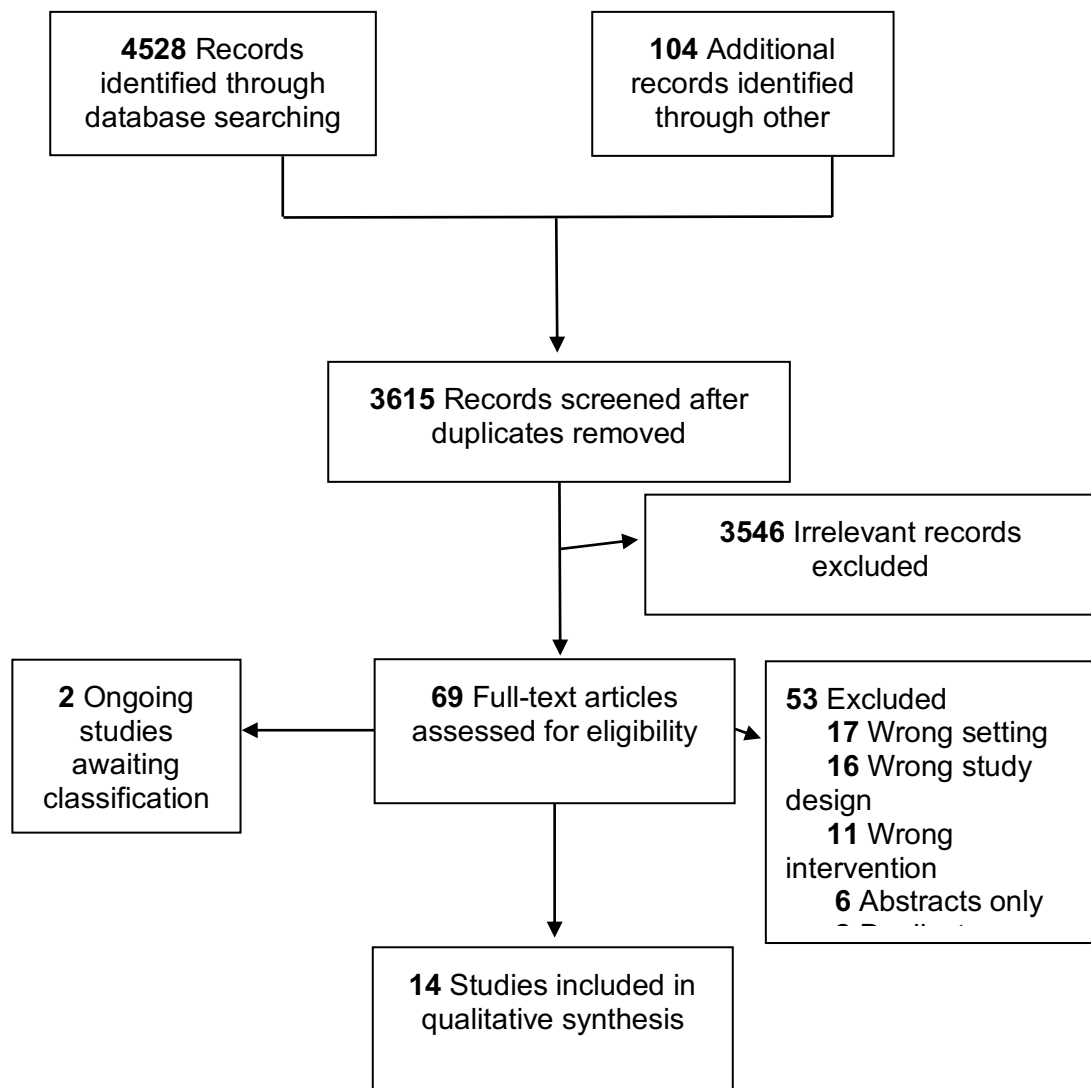 4528 Records
identified through
database searching
104 Additional
records identified
through other
3615 Records screened after
duplicates removed
3546 Irrelevant records
excluded
2 Ongoing
studies
awaiting
classification
69 Full-text articles
assessed for eligibility
53 Excluded
17 Wrong setting
16 Wrong study
design
11 Wrong
intervention
6 Abstracts only
14 Studies included in
qualitative synthesis